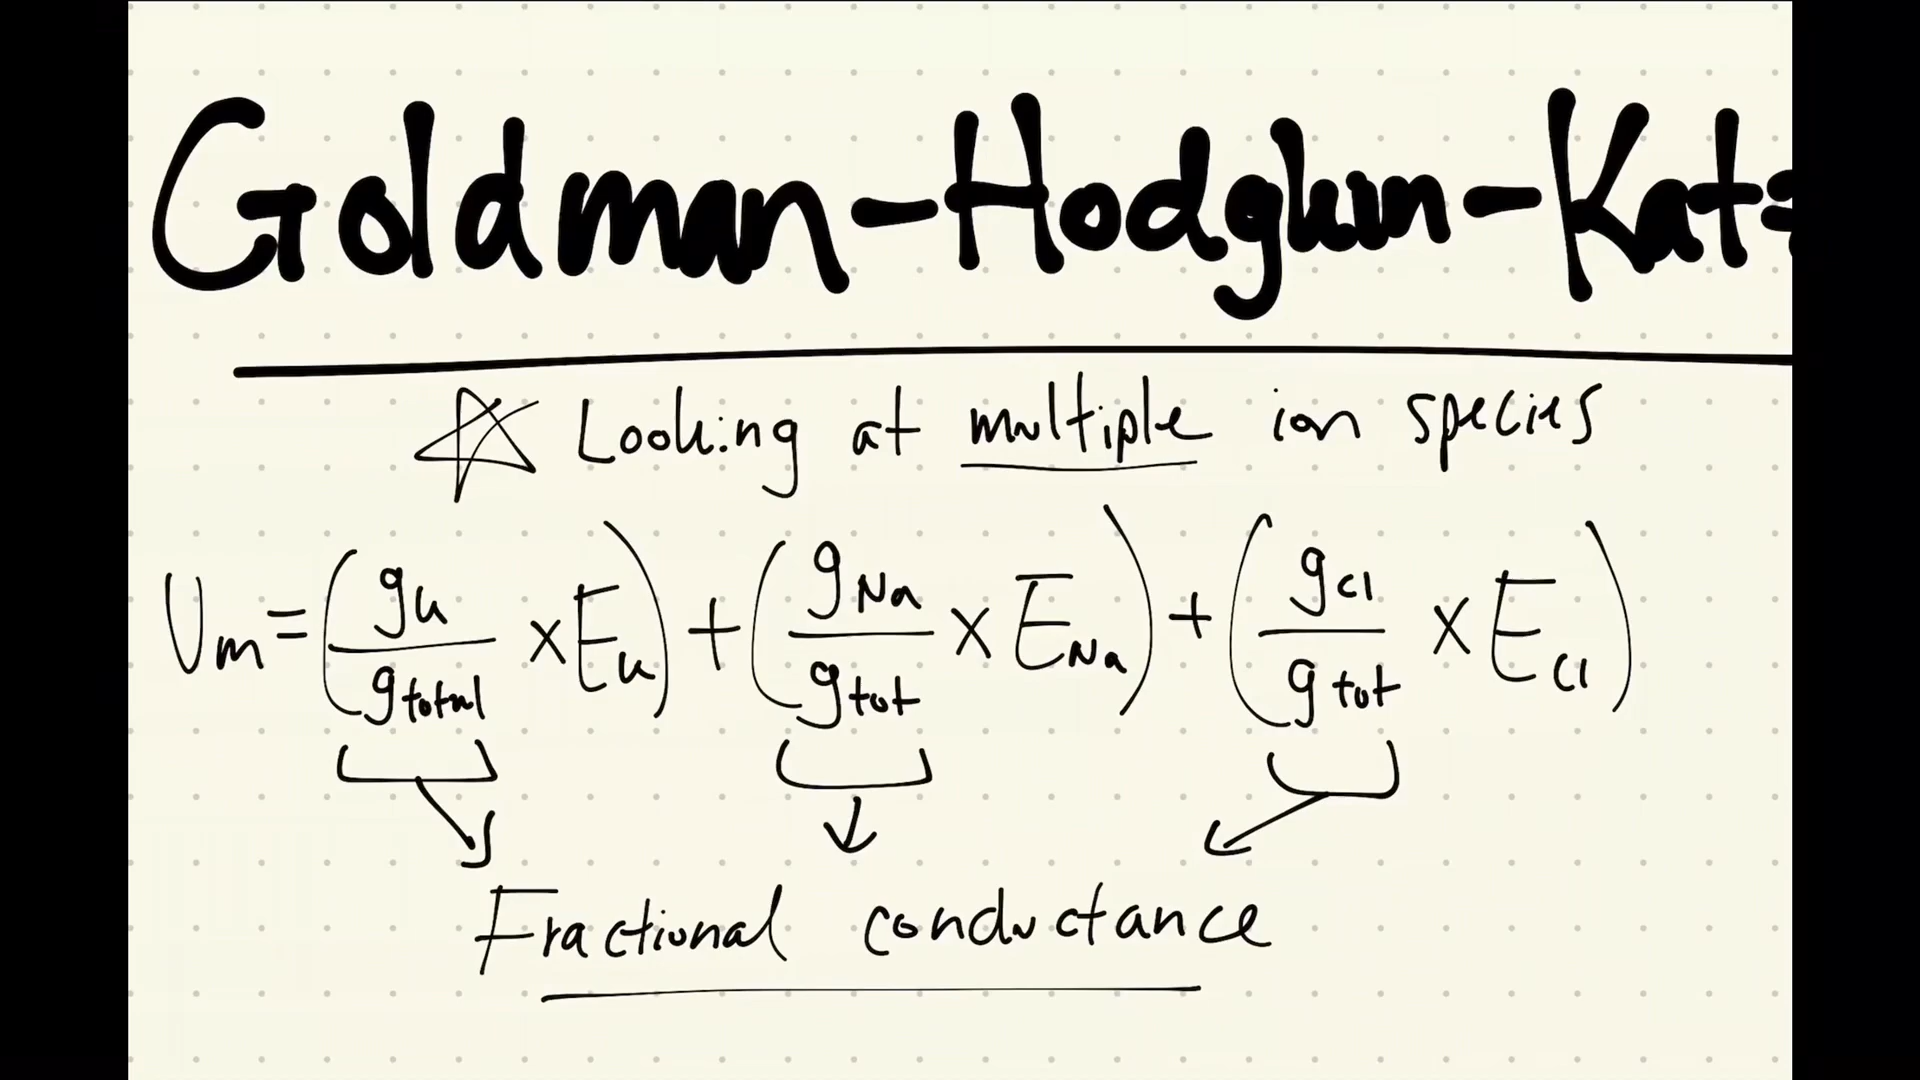 Goldman-Hodgkin-Katz
☆ Looking at multiple ion species
Vm = (gK/gtotal × EK) + (gNa/gtot × ENa) + (gCl/gtot × ECl)
Fractional conductance